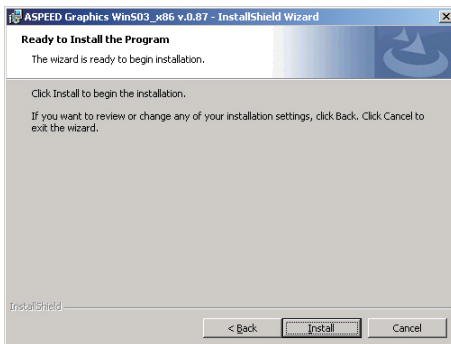 ASPEED Graphics WinS03_x86 v.0.87 - InstallShield Wizard
Ready to Install the Program
The wizard is ready to begin installation.
Click Install to begin the installation.
If you want to review or change any of your installation settings, click Back. Click Cancel to
exit the wizard.
InstallShield
< Back
Install
Cancel